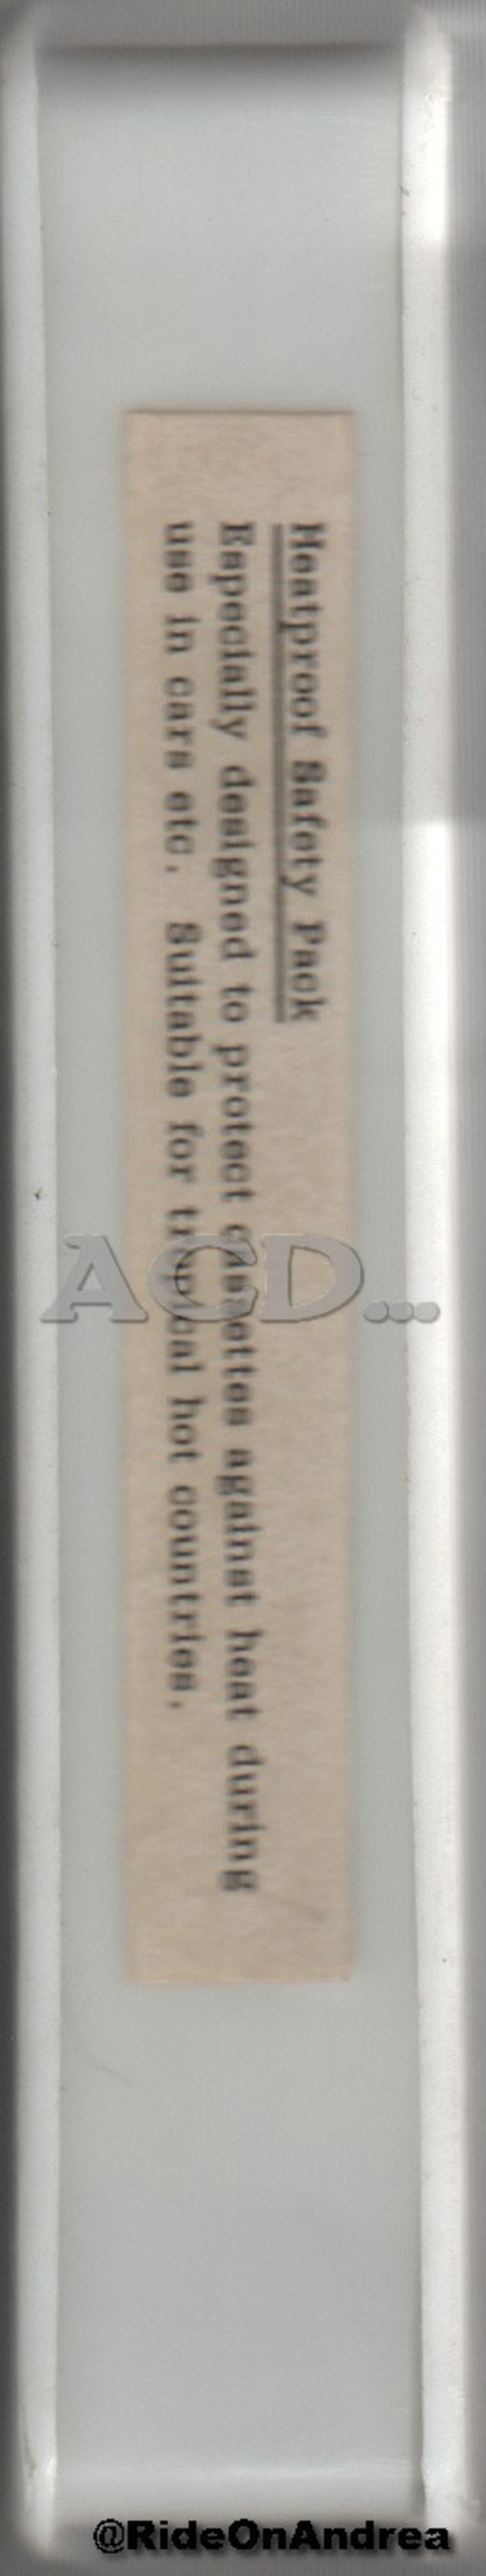 Heatproof Safety Pack
Especially designed to protect cassettes against heat during
use in cars etc. Suitable for tropical hot countries.
ACD...
@RideOnAndrea